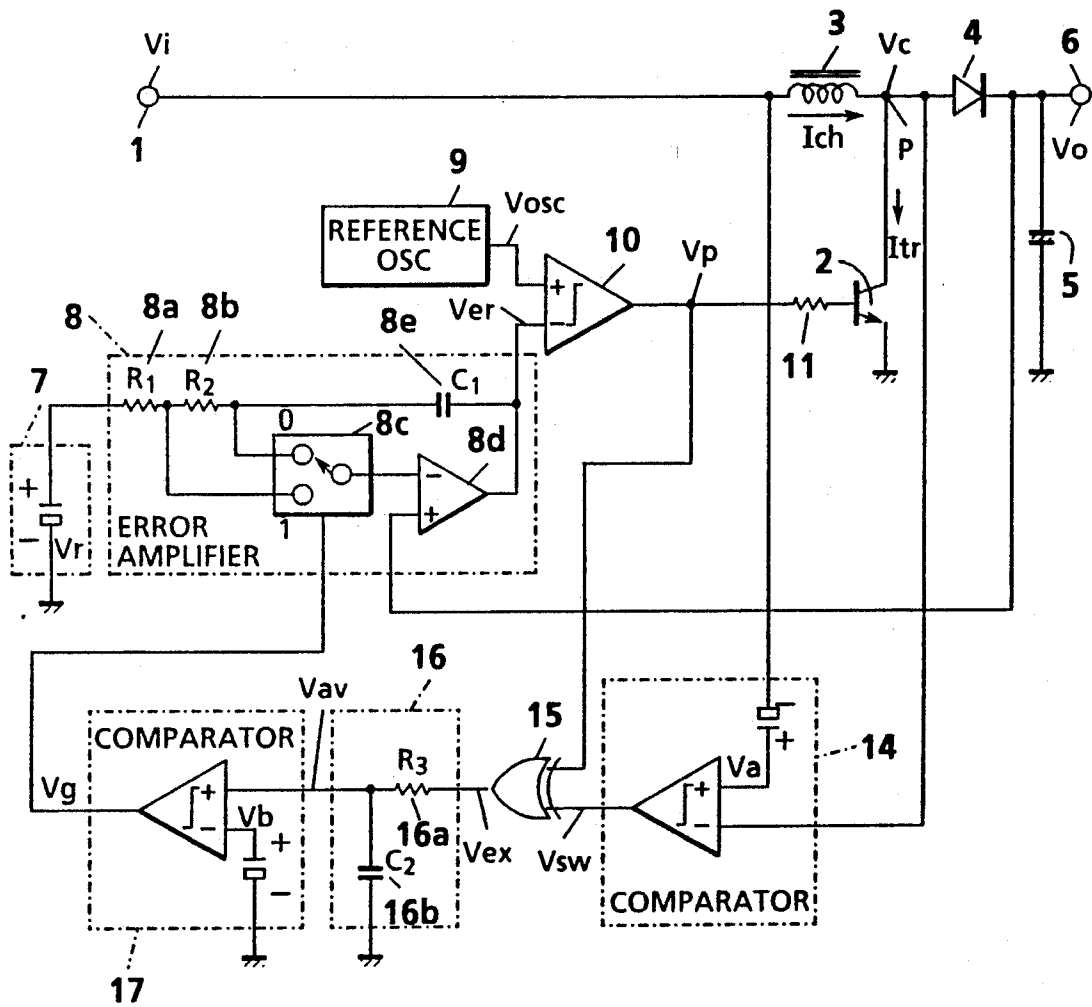 3
Vi
Vc
4
6
1
Ich
P
Vo
9
Vosc
REFERENCE
OSC
10
Itr
Vp
2
5
+
−
Ver
11
8
8a
8b
8e
7
R1
R2
C1
0
8c
8d
+
−
Vr
1
−
+
ERROR
AMPLIFIER
16
Vav
15
COMPARATOR
−
+
14
Va
R3
Vg
+
−
Vb
+
−
16a
Vex
Vsw
+
−
C2
16b
COMPARATOR
17